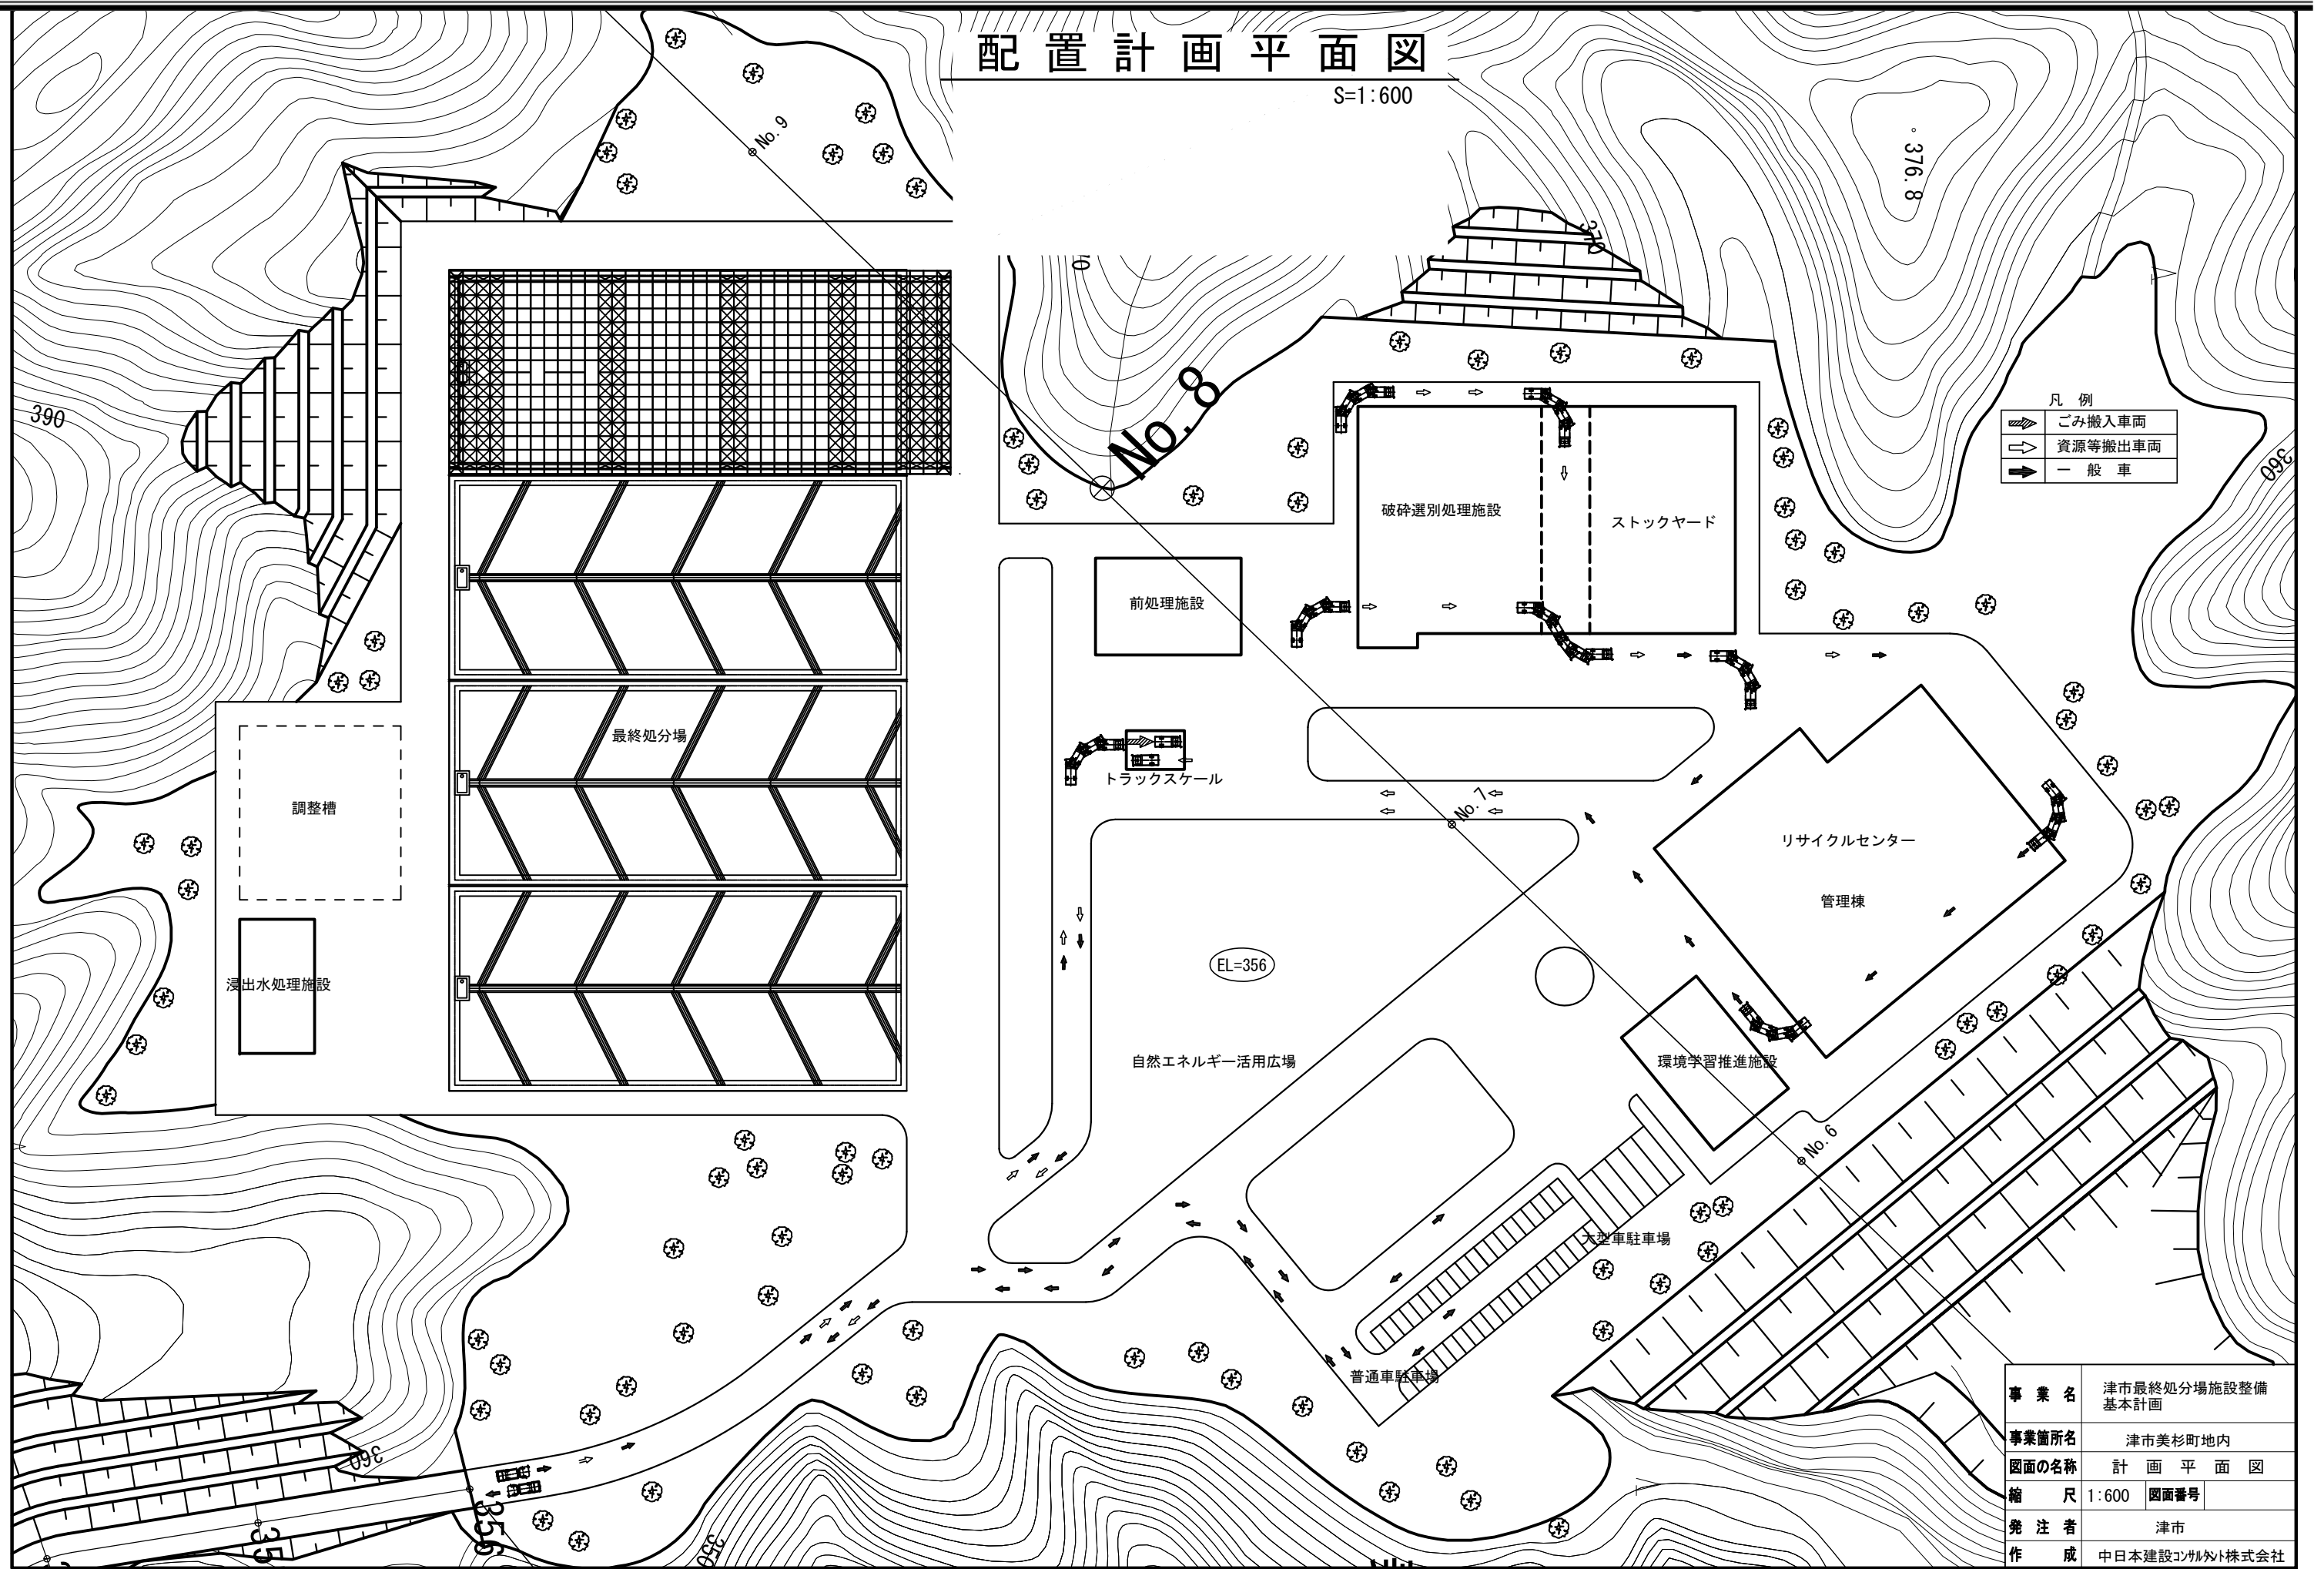 配置計画平面図
S=1:600
No.9
376.8
370
70
No.8
390
凡 例
ごみ搬入車両
資源等搬出車両
一 般 車
360
破砕選別処理施設
ストックヤード
前処理施設
最終処分場
トラックスケール
調整槽
No.7
リサイクルセンター
管理棟
EL=356
浸出水処理施設
自然エネルギー活用広場
環境学習推進施設
No.6
大型車駐車場
普通車駐車場
360
356
35
350
事 業 名 津市最終処分場施設整備
基本計画
事業箇所名 津市美杉町地内
図面の名称 計 画 平 面 図
縮 尺 1:600 図面番号
発 注 者 津市
作 成 中日本建設コンサルタント株式会社